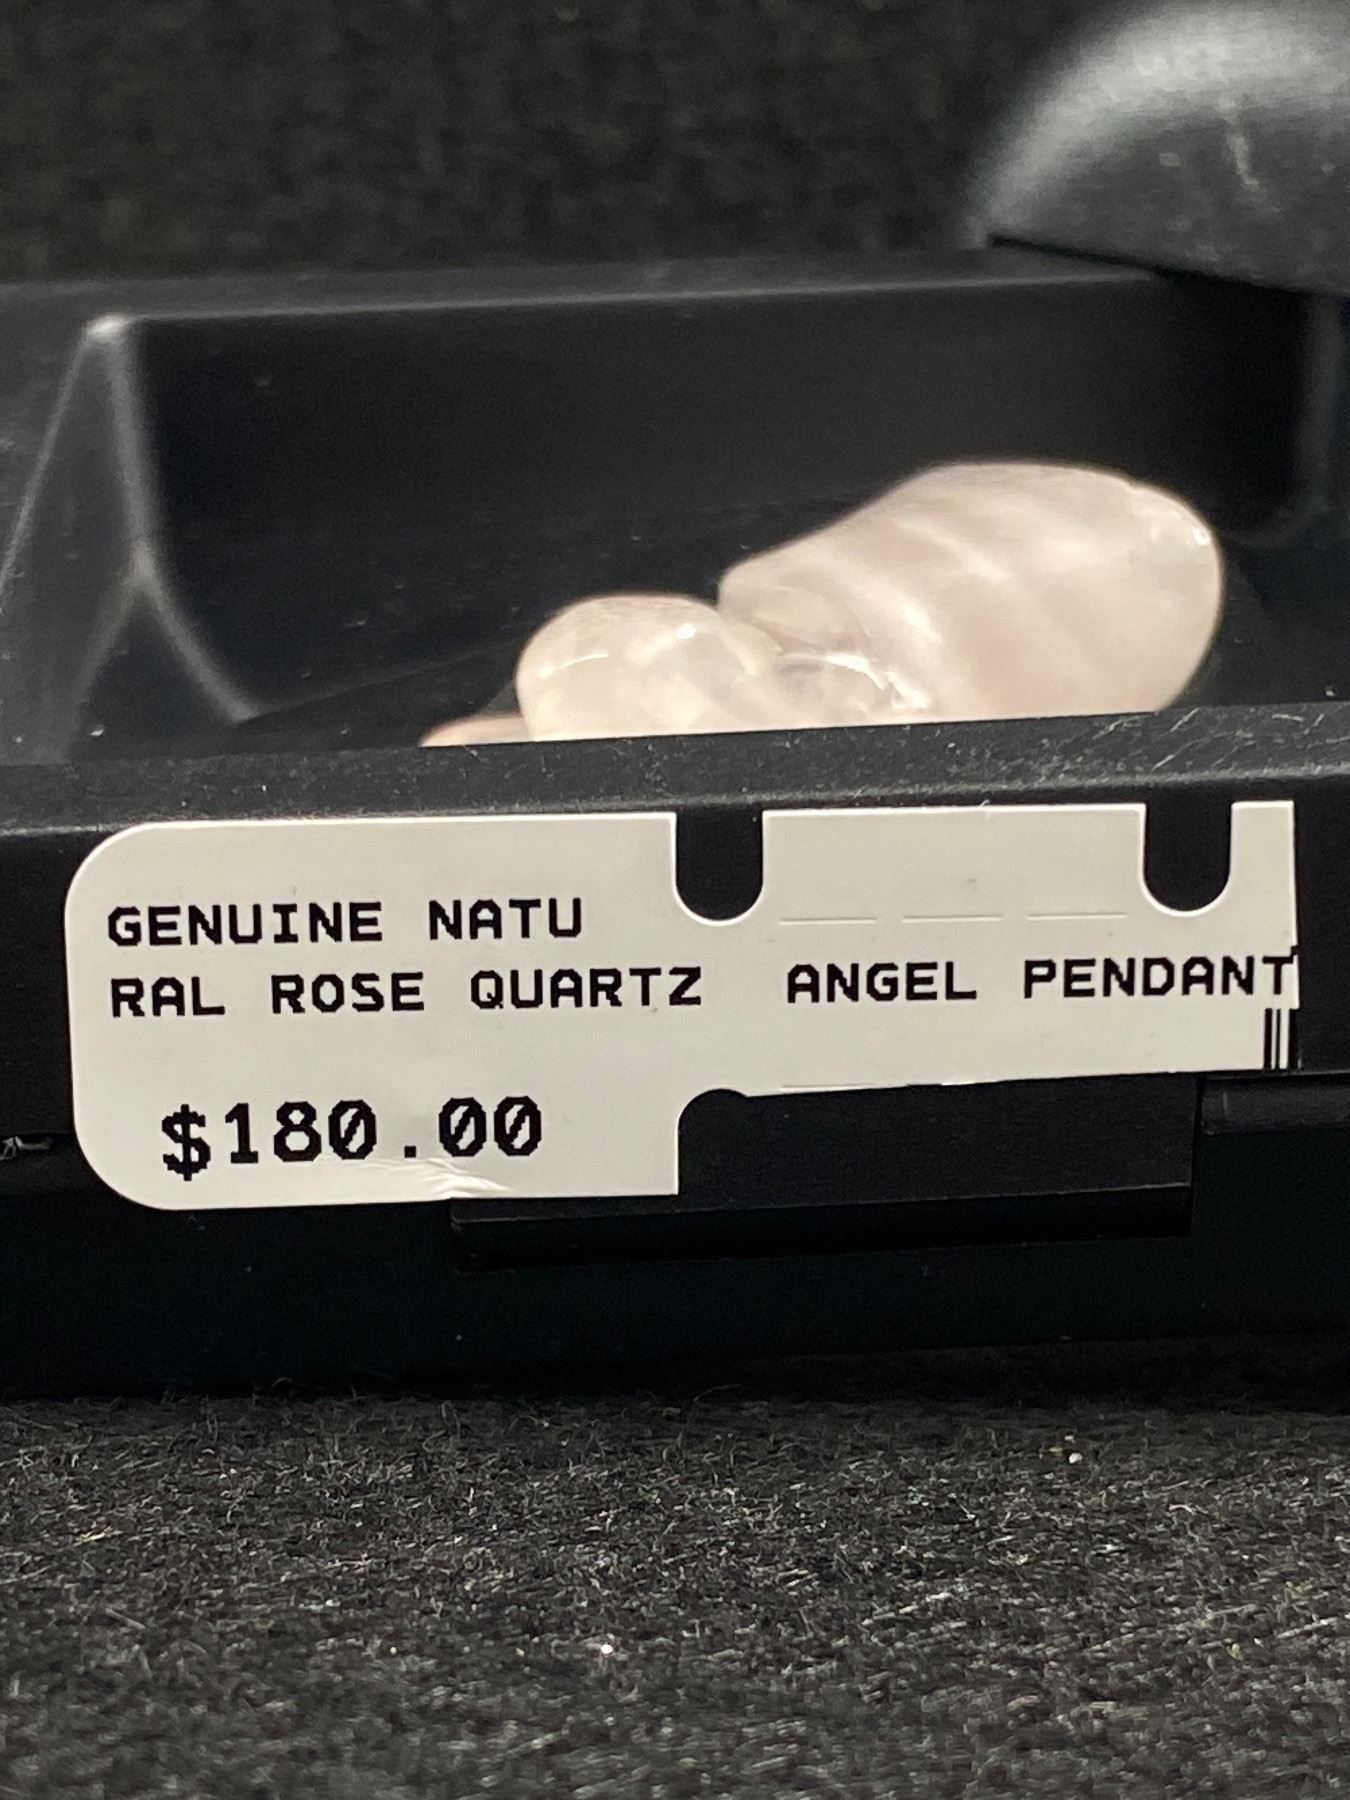 GENUINE NATU
RAL ROSE QUARTZ ANGEL PENDANT
$180.00